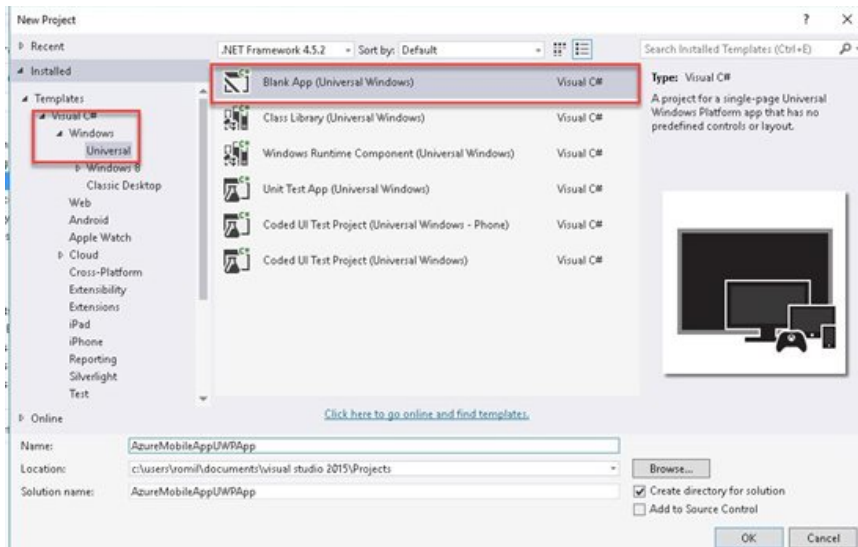 New Project
? ×
Recent
.NET Framework 4.5.2
Sort by: Default
Search Installed Templates (Ctrl+E)
Installed
Templates
Visual C#
Windows
Universal
Windows 8
Classic Desktop
Web
Android
Apple Watch
Cloud
Cross-Platform
Extensibility
Extensions
iPad
iPhone
Reporting
Silverlight
Test
Online
Blank App (Universal Windows) Visual C#
Class Library (Universal Windows) Visual C#
Windows Runtime Component (Universal Windows) Visual C#
Unit Test App (Universal Windows) Visual C#
Coded UI Test Project (Universal Windows - Phone) Visual C#
Coded UI Test Project (Universal Windows) Visual C#
Click here to go online and find templates.
Type: Visual C#
A project for a single-page Universal
Windows Platform app that has no
predefined controls or layout.
Name: AzureMobileAppUWPApp
Location: c:\users\romil\documents\visual studio 2015\Projects
Browse...
Solution name: AzureMobileAppUWPApp
Create directory for solution
Add to Source Control
OK Cancel